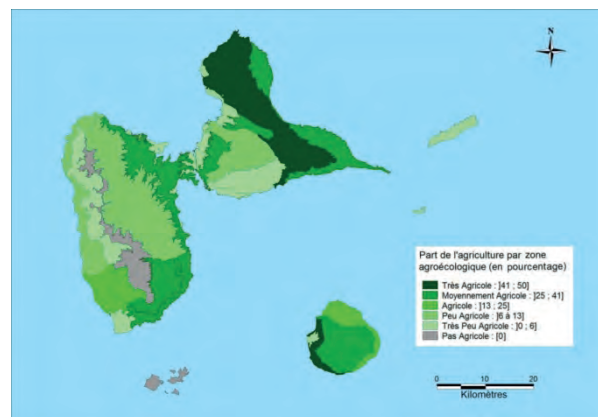 N
Part de l'agriculture par zone
agroécologique (en pourcentage)
Très Agricole : ]41 ; 50]
Moyennement Agricole : ]25 ; 41]
Agricole : ]13 ; 25]
Peu Agricole : ]6 à 13]
Très Peu Agricole : ]0 ; 6]
Pas Agricole : [0]
0 10 20
Kilomètres